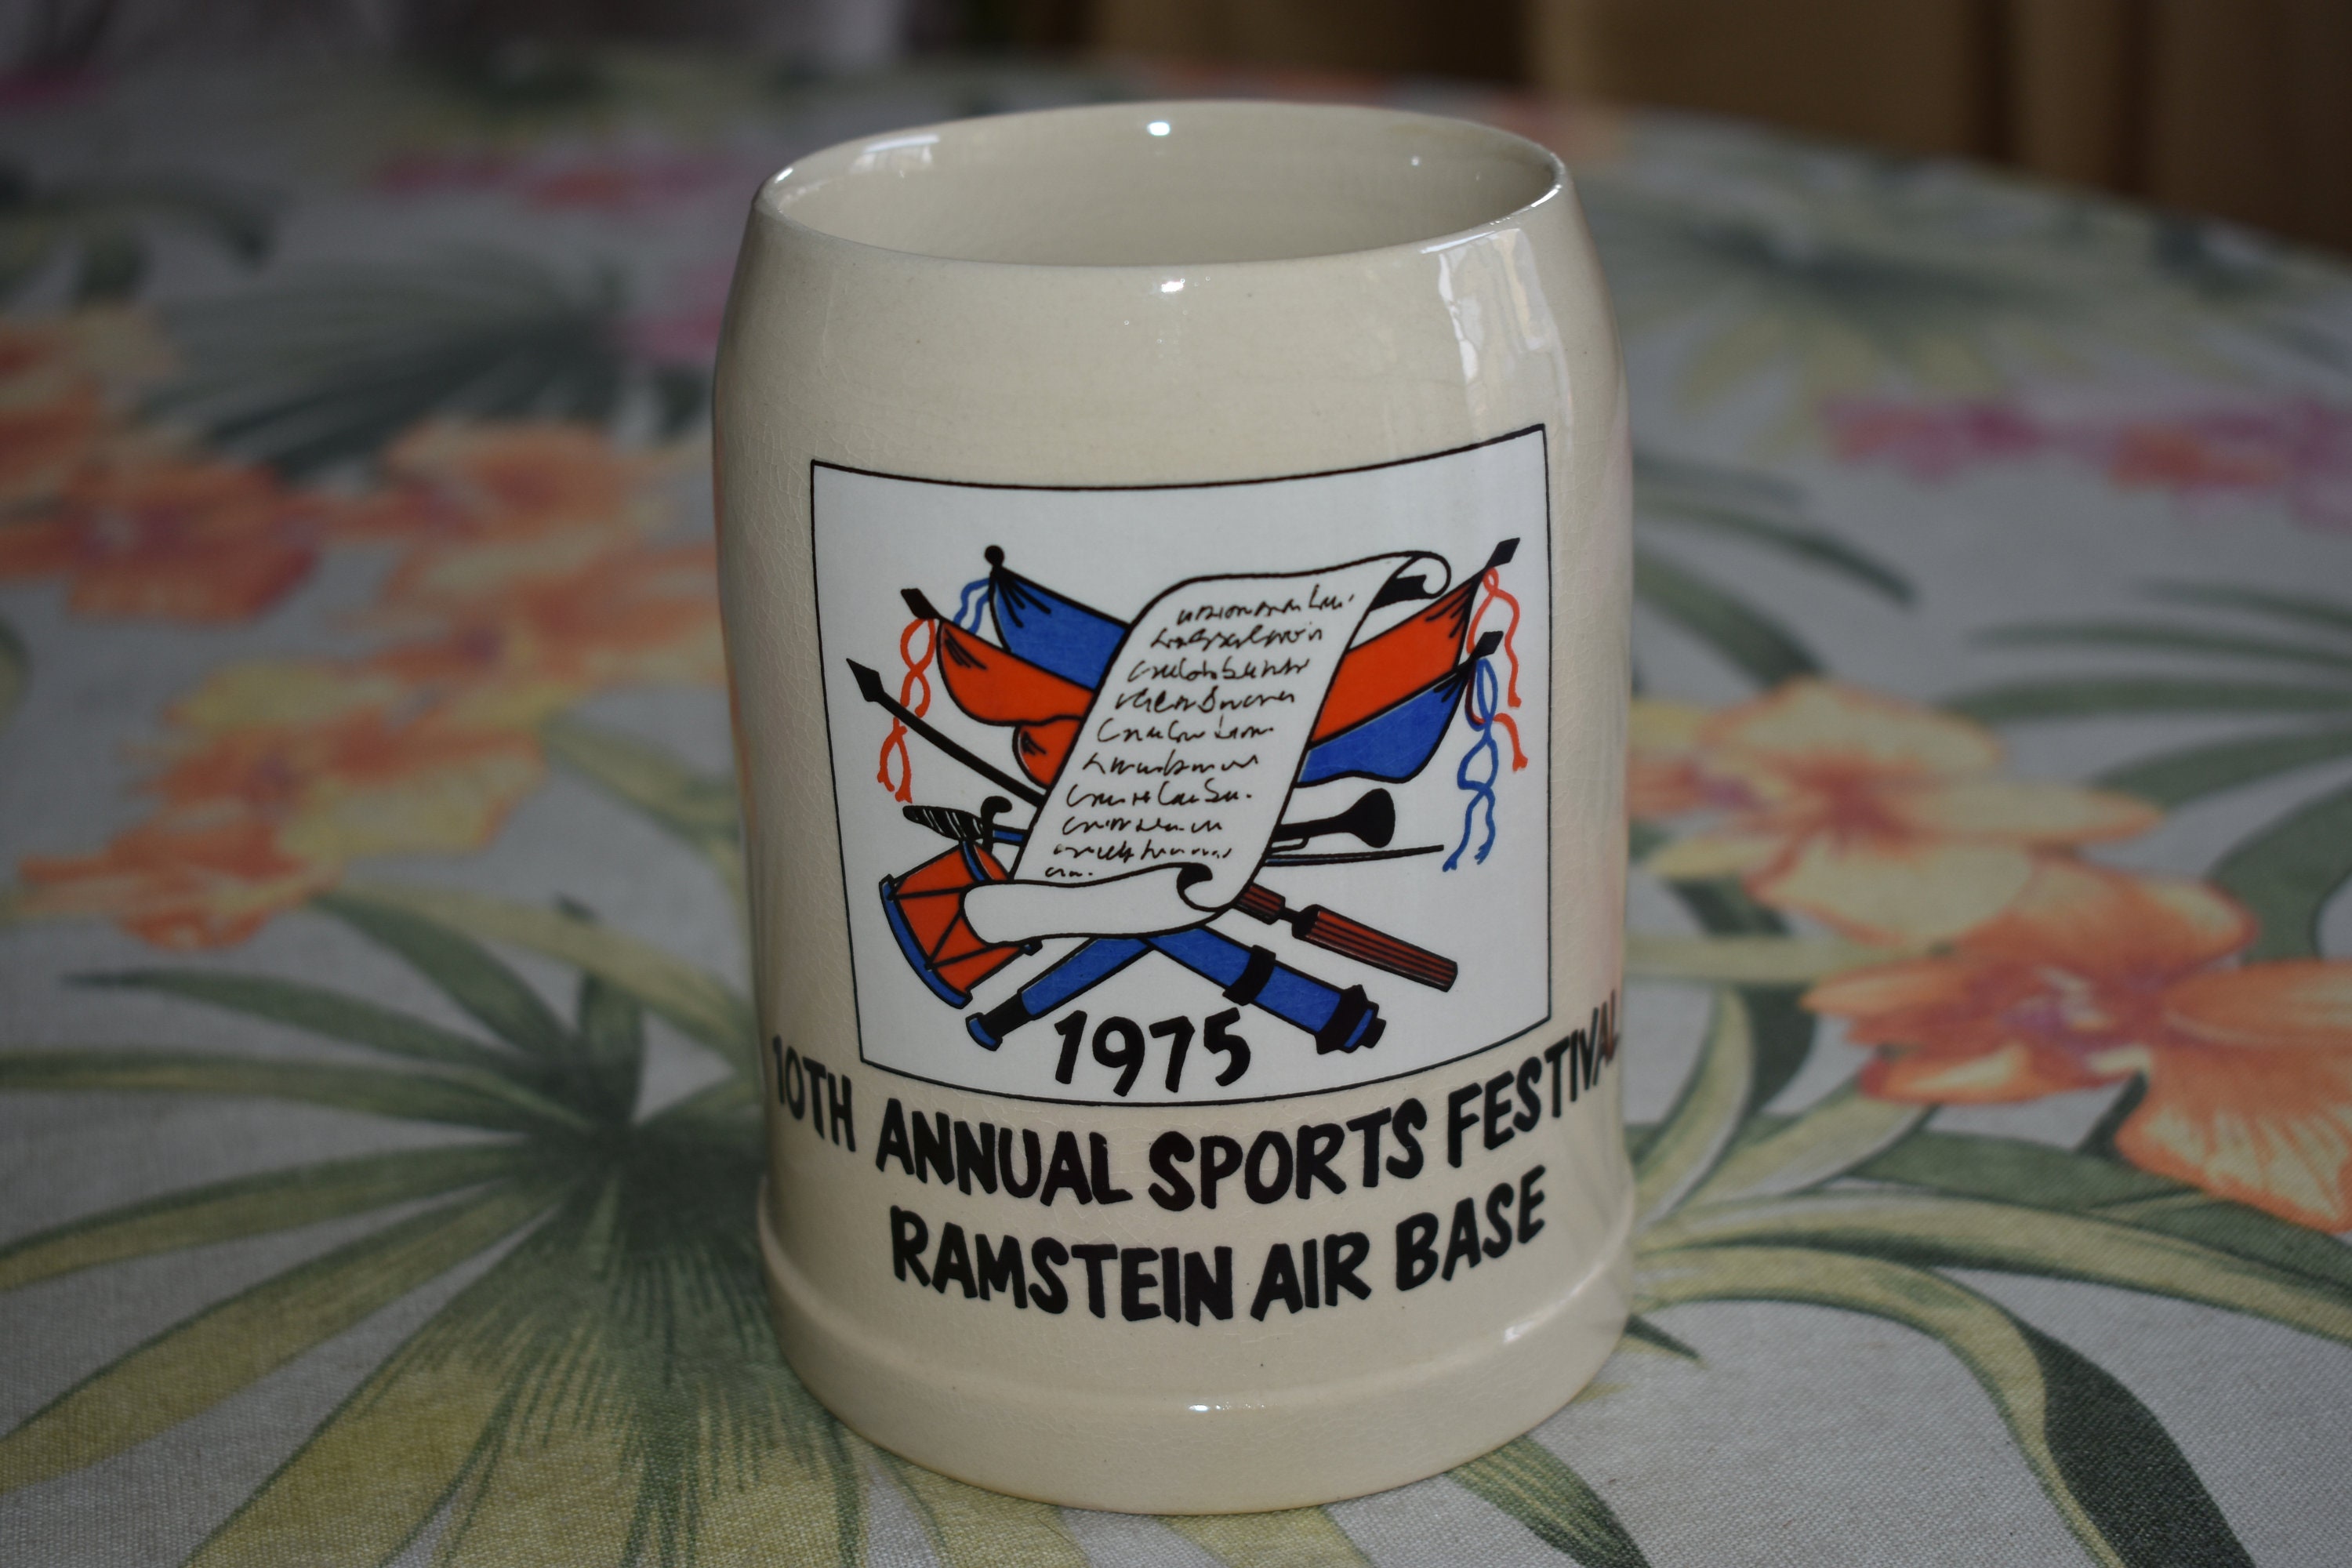 1975
10TH ANNUAL SPORTS FESTIVAL
RAMSTEIN AIR BASE